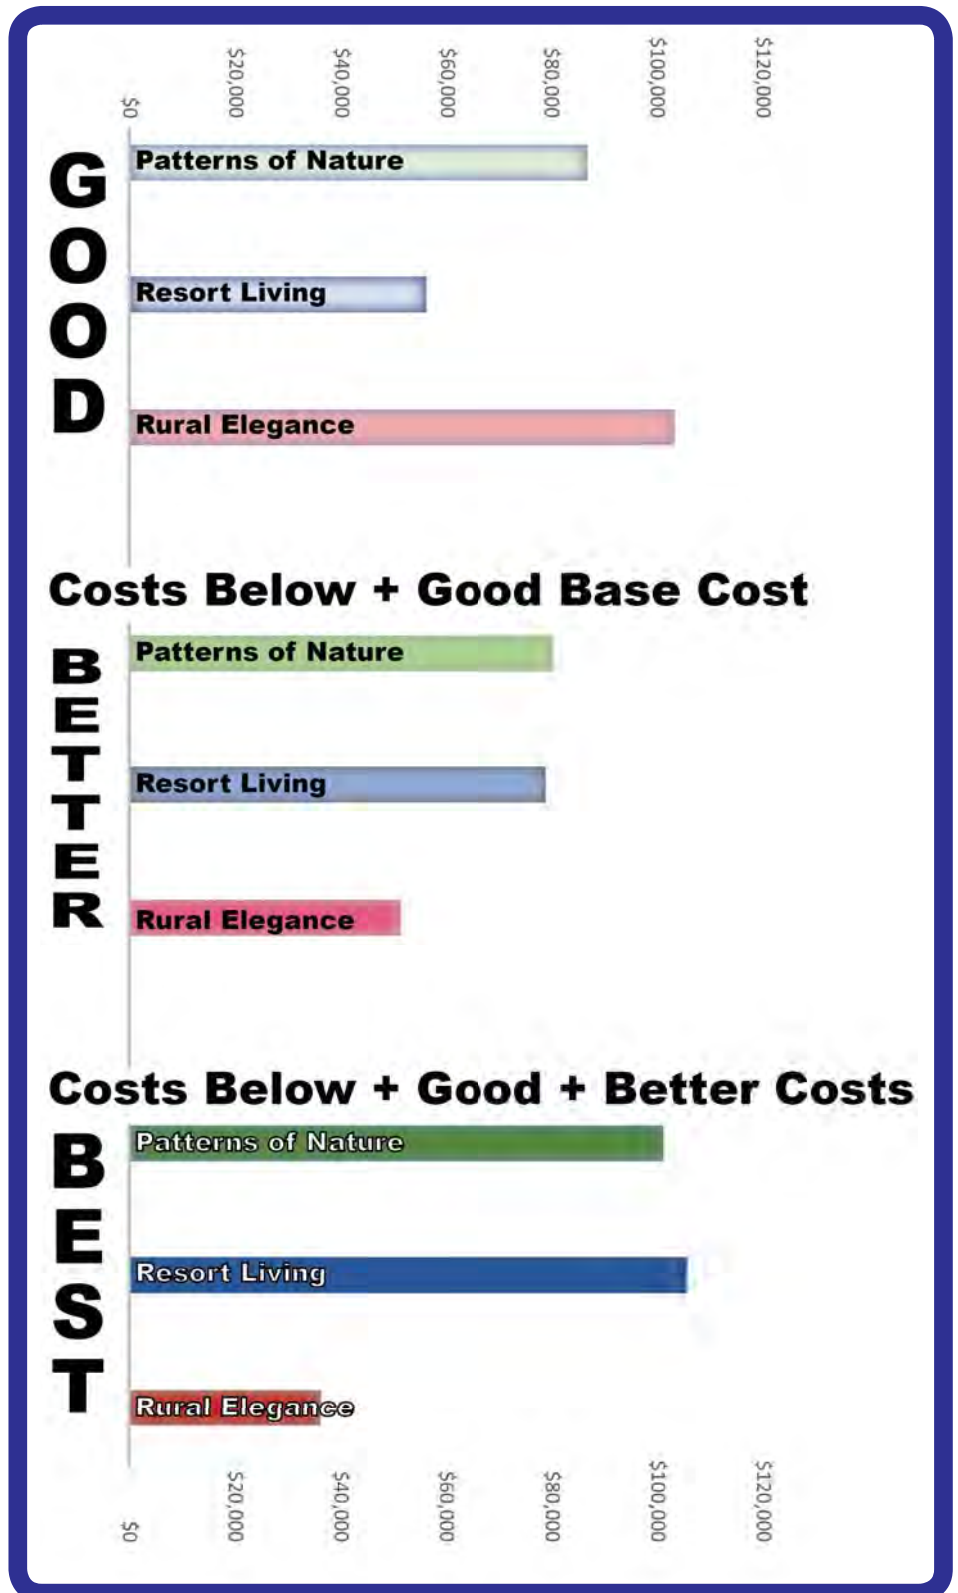 $0
$20,000
$40,000
$60,000
$80,000
$100,000
$120,000
GOOD
Patterns of Nature
Resort Living
Rural Elegance
Costs Below + Good Base Cost
BETTER
Patterns of Nature
Resort Living
Rural Elegance
Costs Below + Good + Better Costs
BEST
Patterns of Nature
Resort Living
Rural Elegance
$0
$20,000
$40,000
$60,000
$80,000
$100,000
$120,000